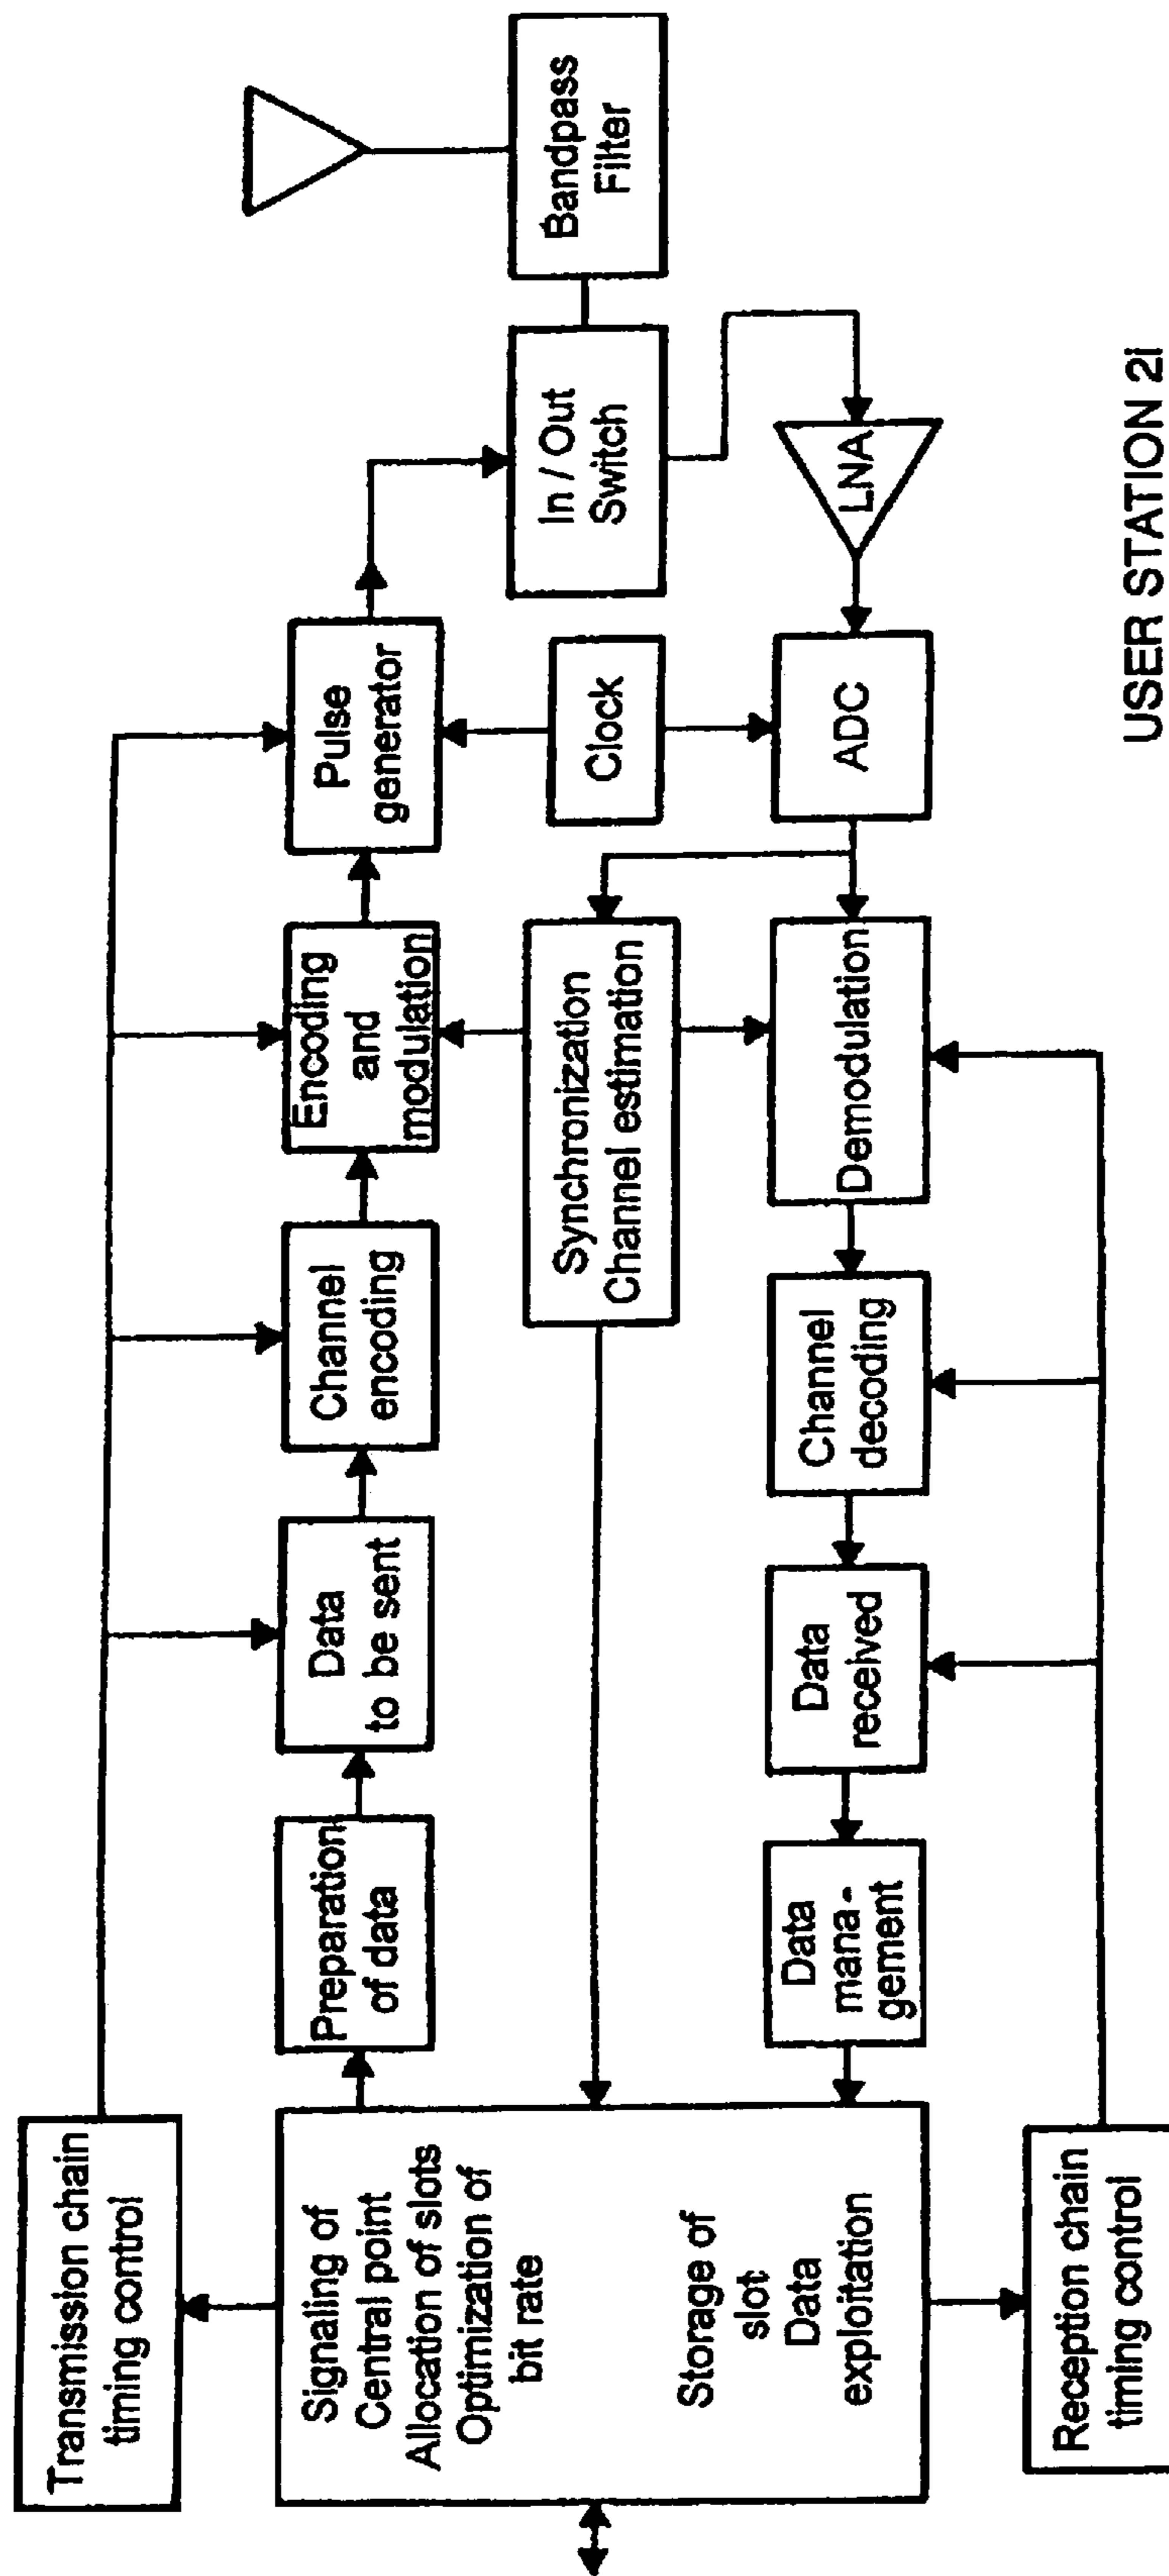 Transmission chain
timing control
Signaling of
Central point
Allocation of slots
Optimization of
bit rate
Storage of
slot
Data
exploitation
Reception chain
timing control
Preparation
of data
Data
to be sent
Channel
encoding
Encoding
and
modulation
Pulse
generator
Synchronization
Channel estimation
Clock
In / Out
Switch
Bandpass
Filter
LNA
ADC
Demodulation
Channel
decoding
Data
received
Data
mana-
gement
USER STATION 2i